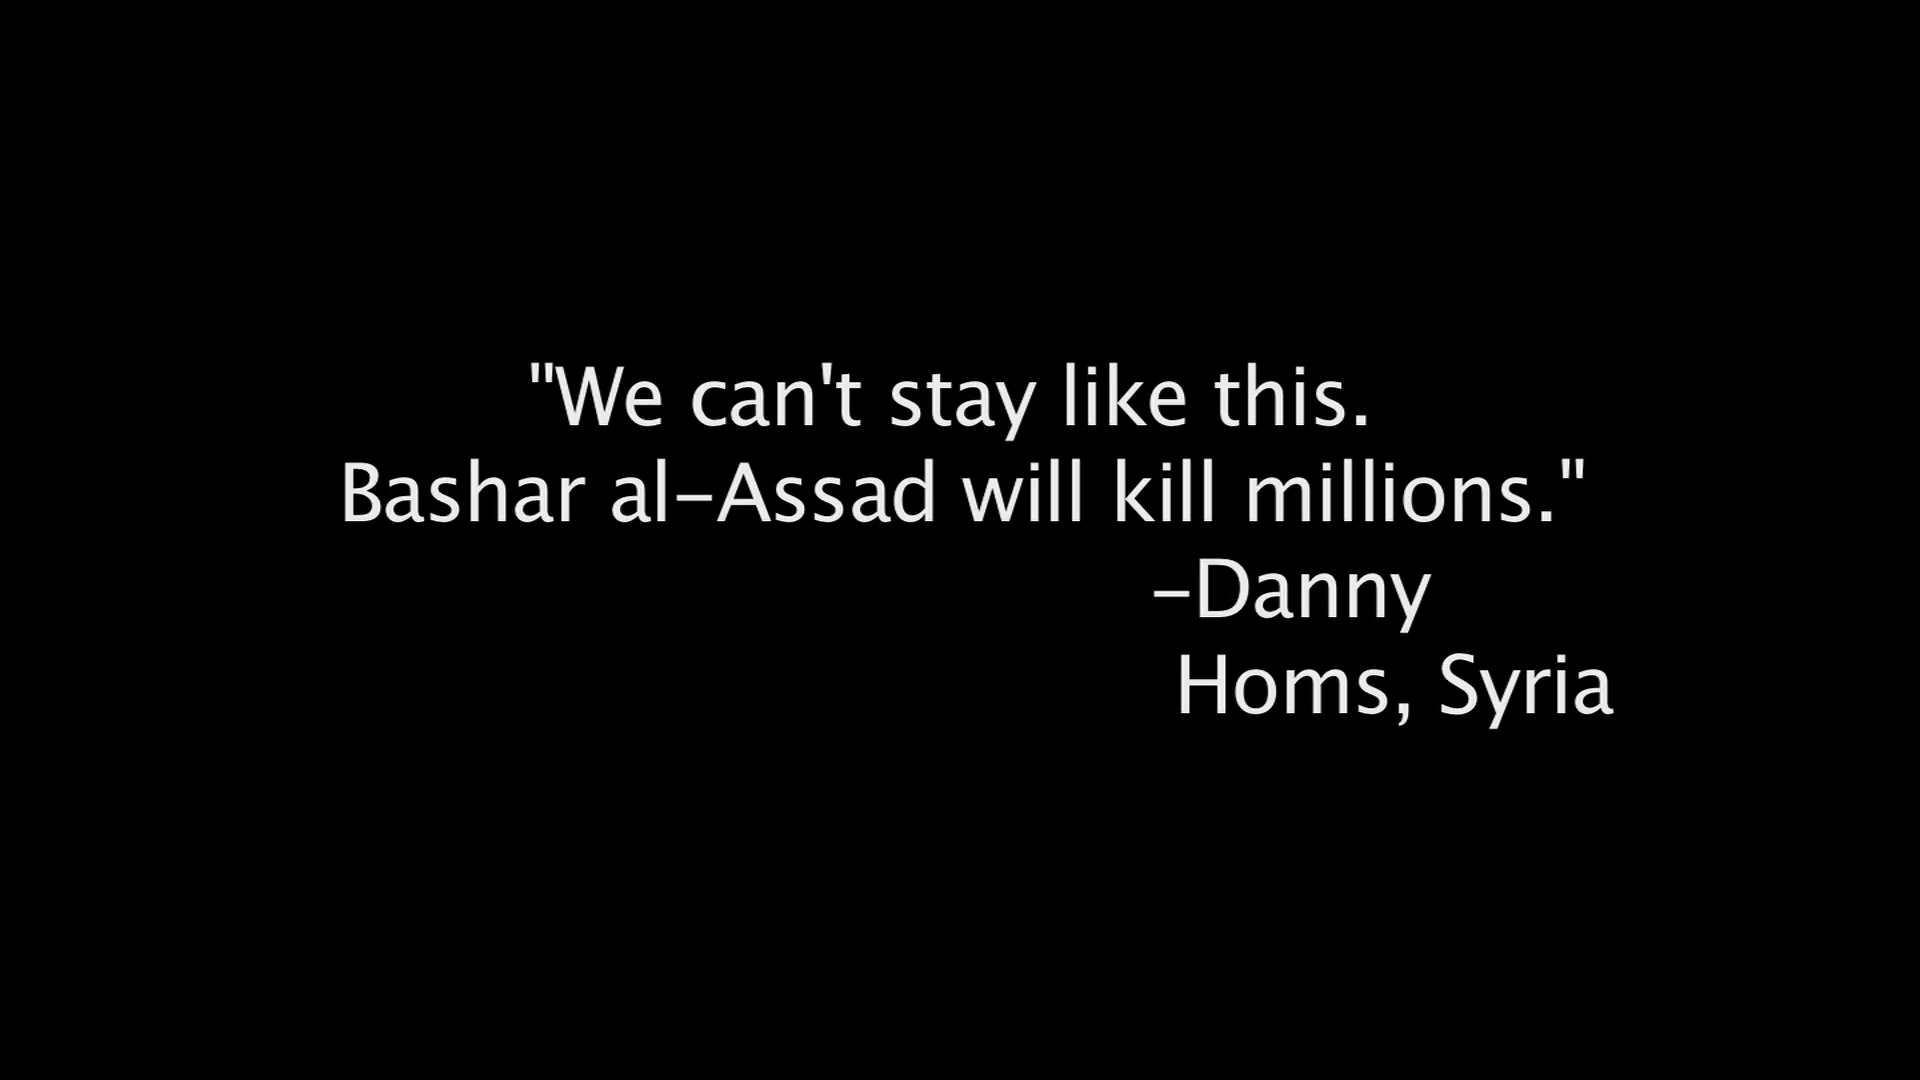 "We can't stay like this.
Bashar al-Assad will kill millions."
-Danny
Homs, Syria